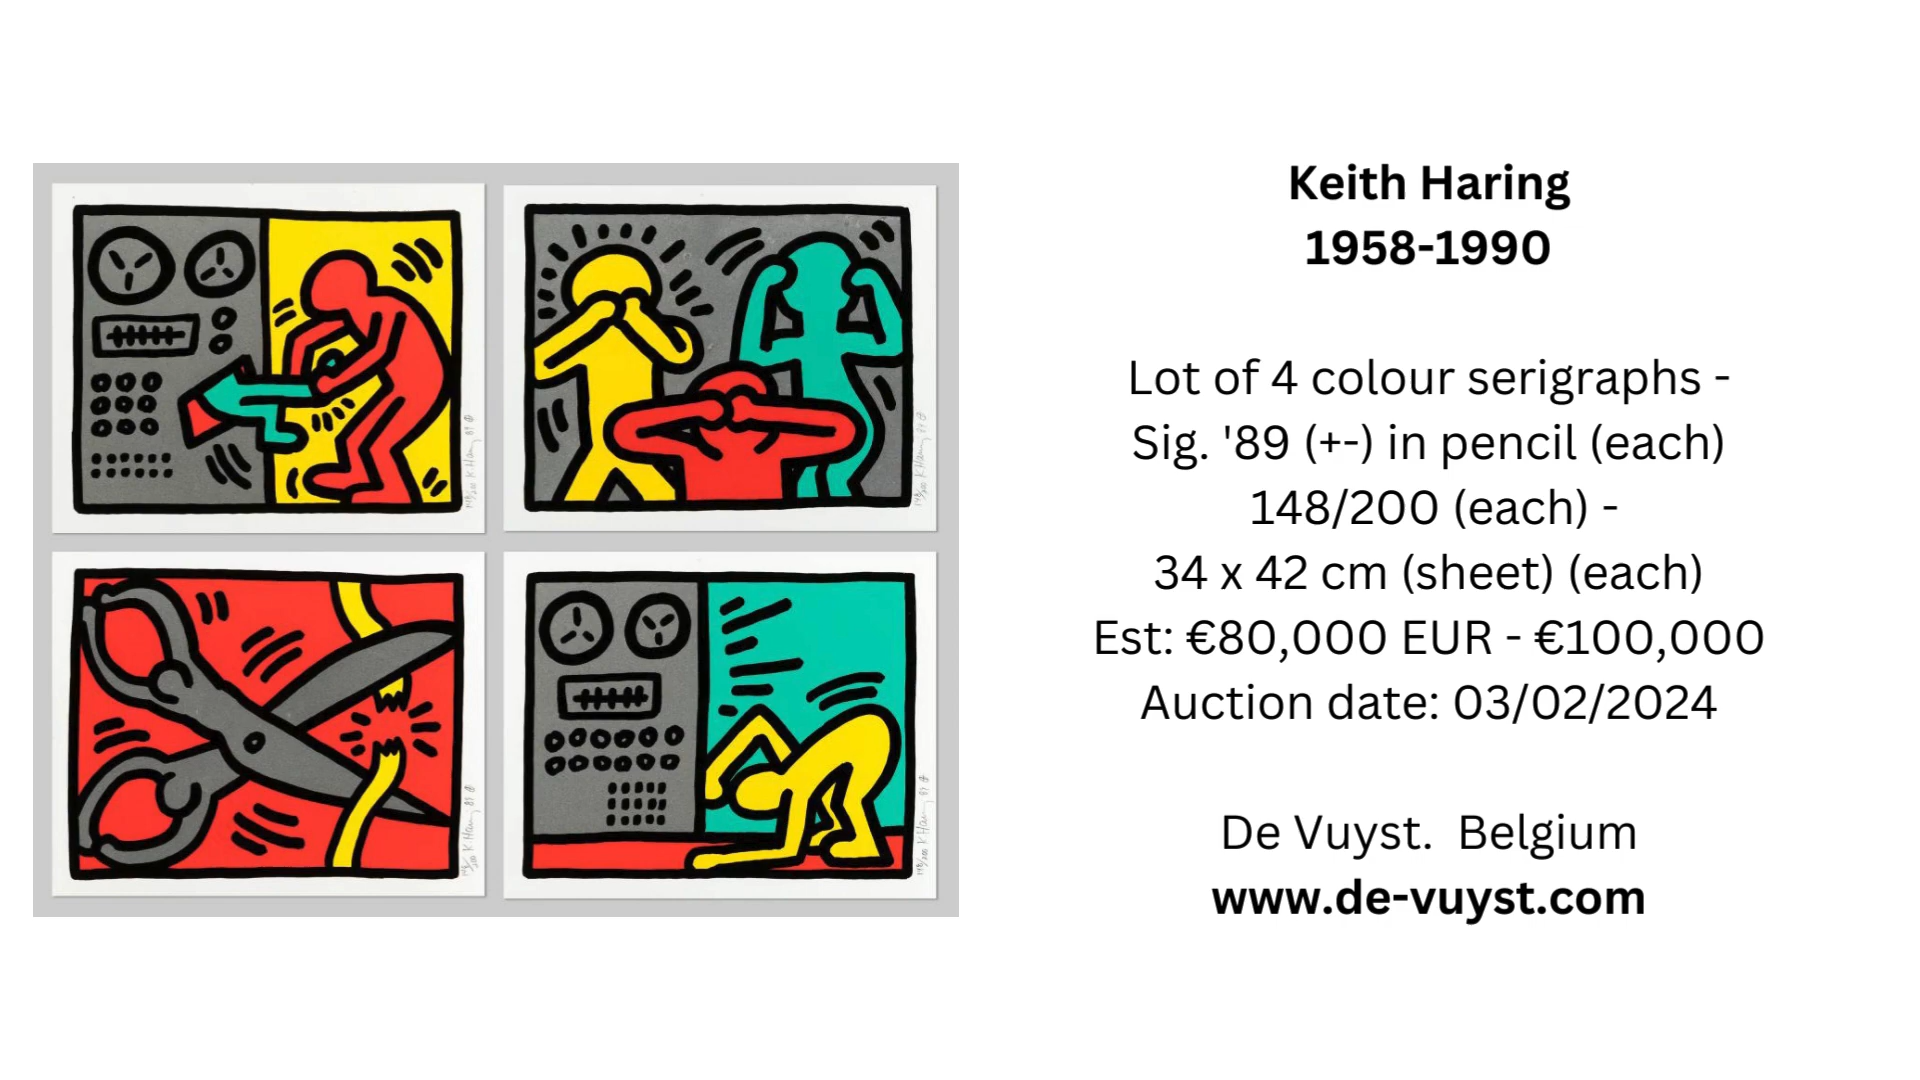 Keith Haring
1958-1990
Lot of 4 colour serigraphs -
Sig. '89 (+-) in pencil (each)
148/200 (each) -
34 x 42 cm (sheet) (each)
Est: €80,000 EUR - €100,000
Auction date: 03/02/2024
De Vuyst.  Belgium
www.de-vuyst.com